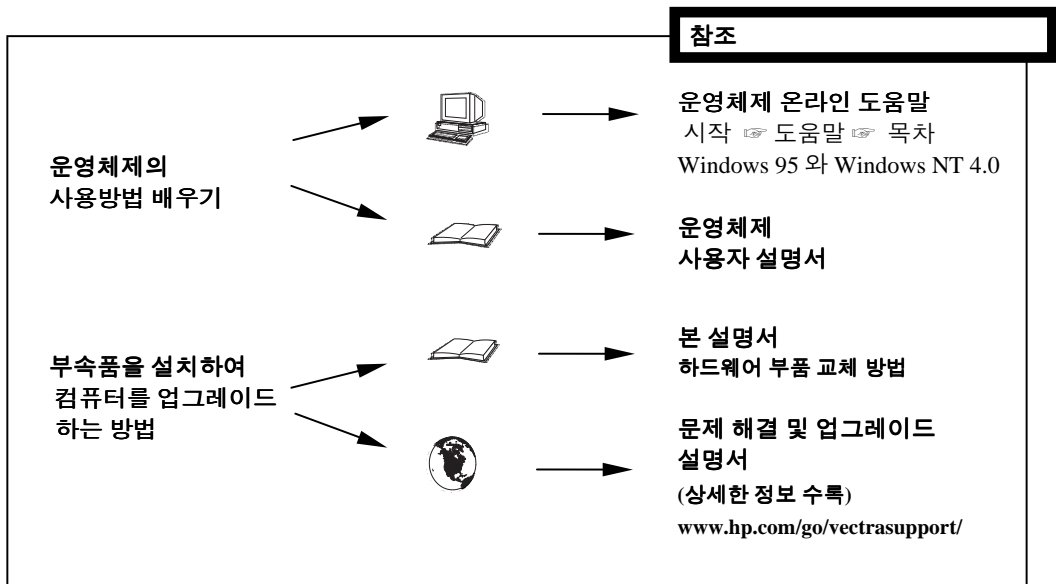 참조
운영체제의
사용방법 배우기
운영체제 온라인 도움말
시작 ☞ 도움말 ☞ 목차
Windows 95 와 Windows NT 4.0
운영체제
사용자 설명서
부속품을 설치하여
컴퓨터를 업그레이드
하는 방법
본 설명서
하드웨어 부품 교체 방법
문제 해결 및 업그레이드
설명서
(상세한 정보 수록)
www.hp.com/go/vectrasupport/